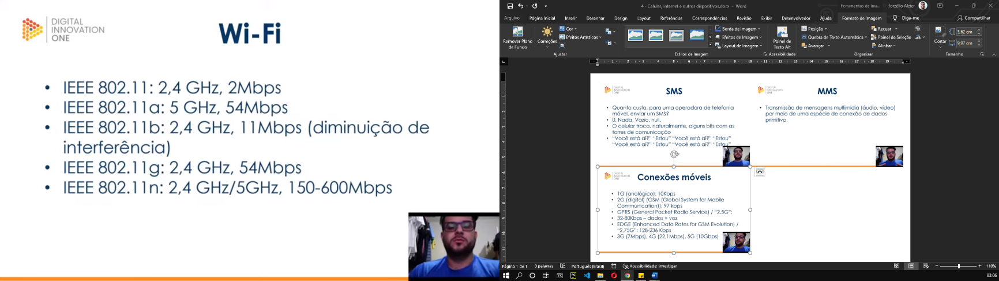 DIGITAL
INNOVATION
ONE
Wi-Fi
• IEEE 802.11: 2,4 GHz, 2Mbps
• IEEE 802.11a: 5 GHz, 54Mbps
• IEEE 802.11b: 2,4 GHz, 11Mbps (diminuição de
interferência)
• IEEE 802.11g: 2,4 GHz, 54Mbps
• IEEE 802.11n: 2,4 GHz/5GHz, 150-600Mbps
4 - Celular, internet e outros dispositivos.docx - Word
Ferramentas de Ima...
Jorzélio Alzier
Arquivo Página Inicial Inserir Desenhar Design Layout Referências Correspondências Revisão Exibir Desenvolvedor Ajuda Formato de Imagem Diga-me Compartilhar
Remover Plano
de Fundo
Correções
Cor
Efeitos Artísticos
Ajustar
Borda de Imagem
Efeitos de Imagem
Layout de Imagem
Estilos de Imagem
Painel de
Texto Alt
Acessibilidade
Posição
Quebra de Texto Automática
Avançar
Recuar
Painel de Seleção
Alinhar
Organizar
Cortar
5,62 cm
9,97 cm
Tamanho
DIGITAL
INNOVATION
ONE
SMS
• Quanto custa, para uma operadora de telefonia
móvel, enviar um SMS?
• 0. Nada. Vazio. null.
• O celular troca, naturalmente, alguns bits com as
torres de comunicação
• “Você está aí?” “Estou” “Você está aí?” “Estou”
“Você está aí?” “Estou” “Você está aí?” “Estou”
DIGITAL
INNOVATION
ONE
MMS
• Transmissão de mensagens multimídia (áudio, vídeo)
por meio de uma espécie de conexão de dados
primitiva.
DIGITAL
INNOVATION
ONE
Conexões móveis
• 1G (analógico): 10Kbps
• 2G (digital) (GSM (Global System for Mobile
Communication)): 97 kbps
• GPRS (General Packet Radio Service) / “2,5G”:
• 32-80Kbps – dados + voz
• EDGE (Enhanced Data Rates for GSM Evolution) /
“2,75G”: 128-236 Kbps
• 3G (7Mbps), 4G (22,1Mbps), 5G (10Gbps)
Página 1 de 1 0 palavras Português (Brasil) Acessibilidade: investigar 110%
03:06